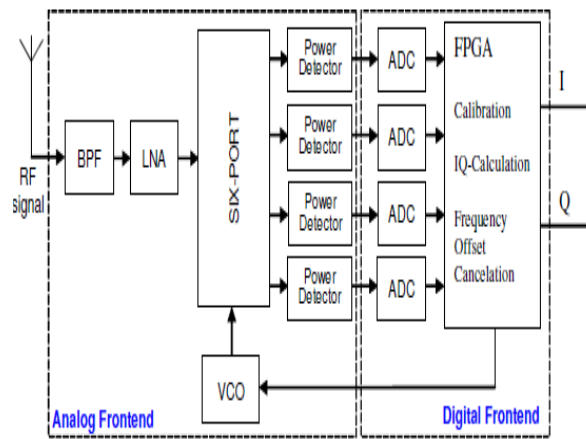 RF
signal
BPF
LNA
SIX-PORT
Power
Detector
Power
Detector
Power
Detector
Power
Detector
ADC
ADC
ADC
ADC
FPGA
Calibration
IQ-Calculation
Frequency
Offset
Cancelation
I
Q
VCO
Analog Frontend
Digital Frontend